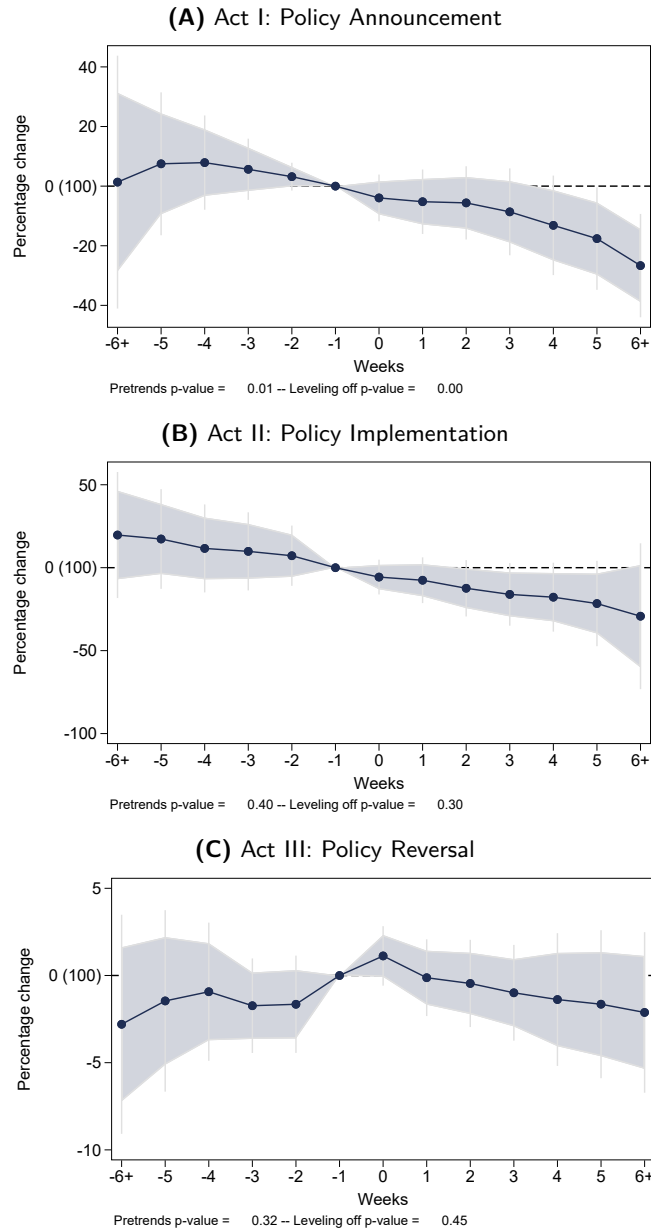 (A) Act I: Policy Announcement
Percentage change
40
20
0 (100)
-20
-40
-6+ -5 -4 -3 -2 -1 0 1 2 3 4 5 6+
Weeks
Pretrends p-value = 0.01 -- Leveling off p-value = 0.00
(B) Act II: Policy Implementation
Percentage change
50
0 (100)
-50
-100
-6+ -5 -4 -3 -2 -1 0 1 2 3 4 5 6+
Weeks
Pretrends p-value = 0.40 -- Leveling off p-value = 0.30
(C) Act III: Policy Reversal
Percentage change
5
0 (100)
-5
-10
-6+ -5 -4 -3 -2 -1 0 1 2 3 4 5 6+
Weeks
Pretrends p-value = 0.32 -- Leveling off p-value = 0.45